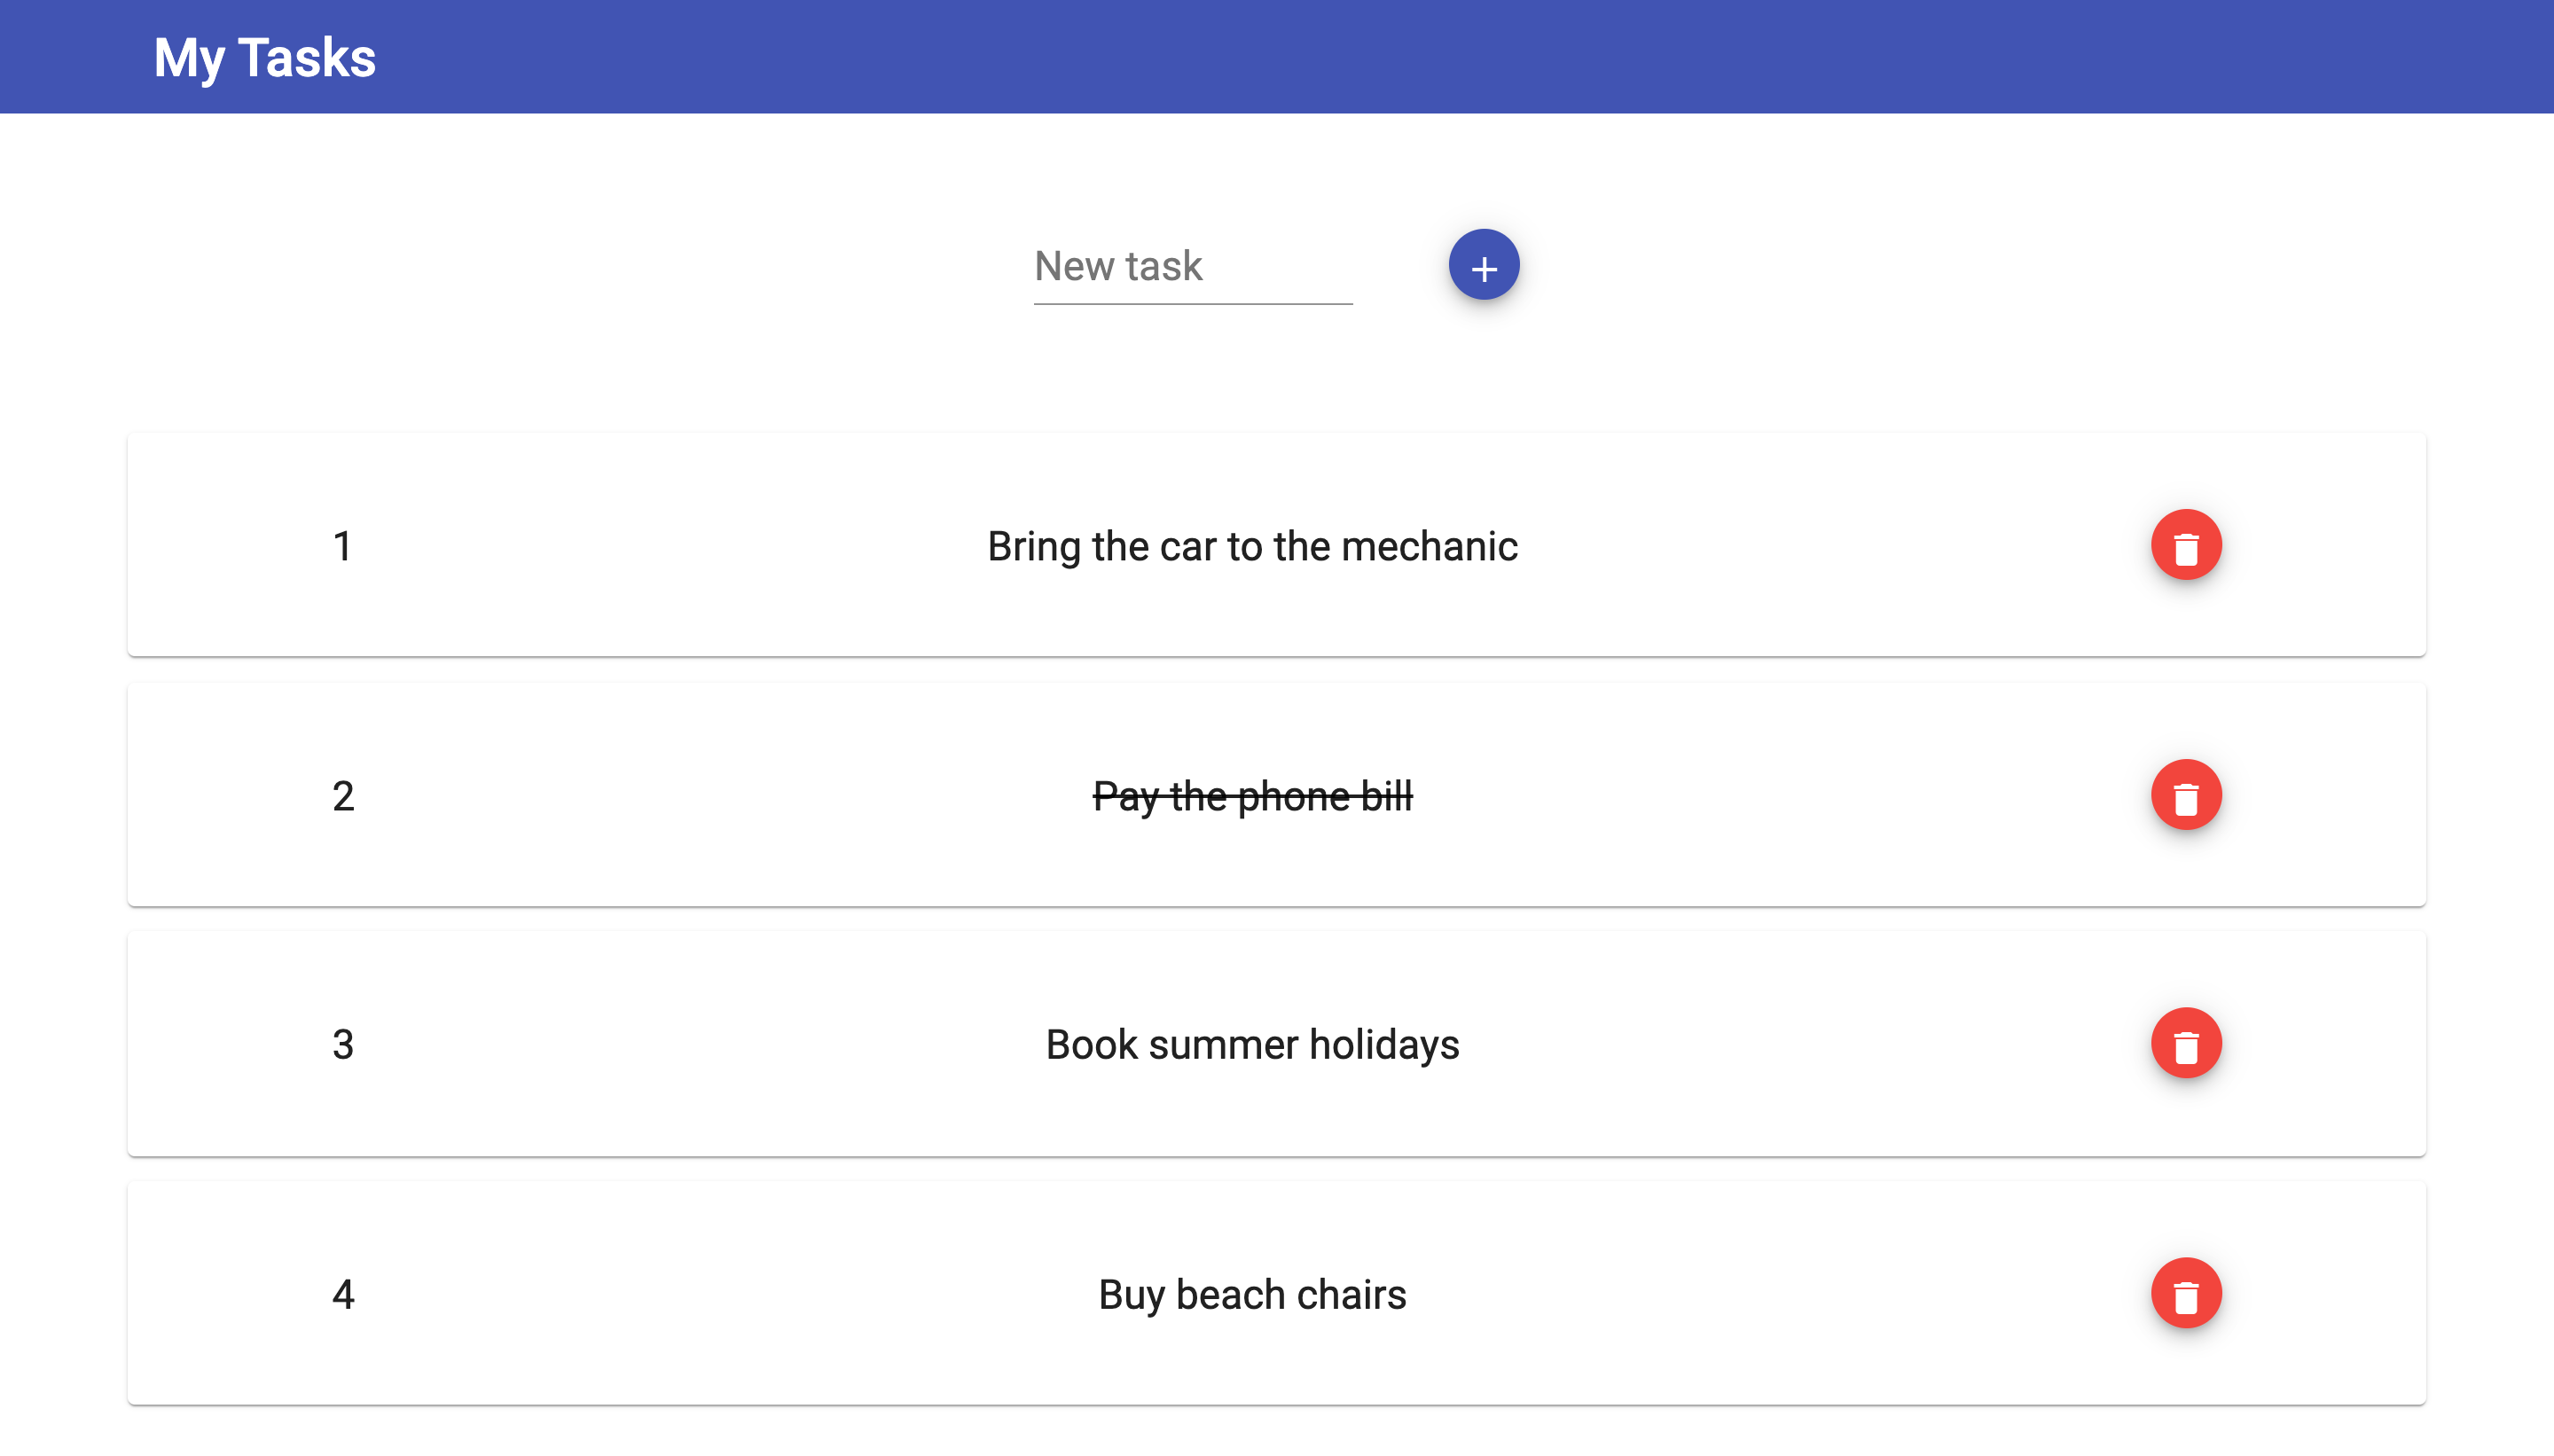 My Tasks
New task
1 Bring the car to the mechanic
2 Pay the phone bill
3 Book summer holidays
4 Buy beach chairs